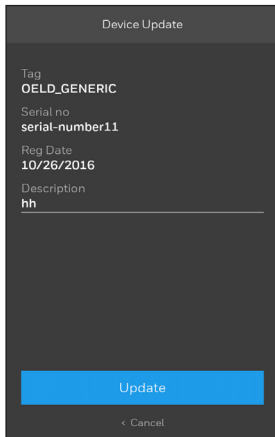 Device Update
Tag
OELD_GENERIC
Serial no
serial-number11
Reg Date
10/26/2016
Description
hh
Update
< Cancel